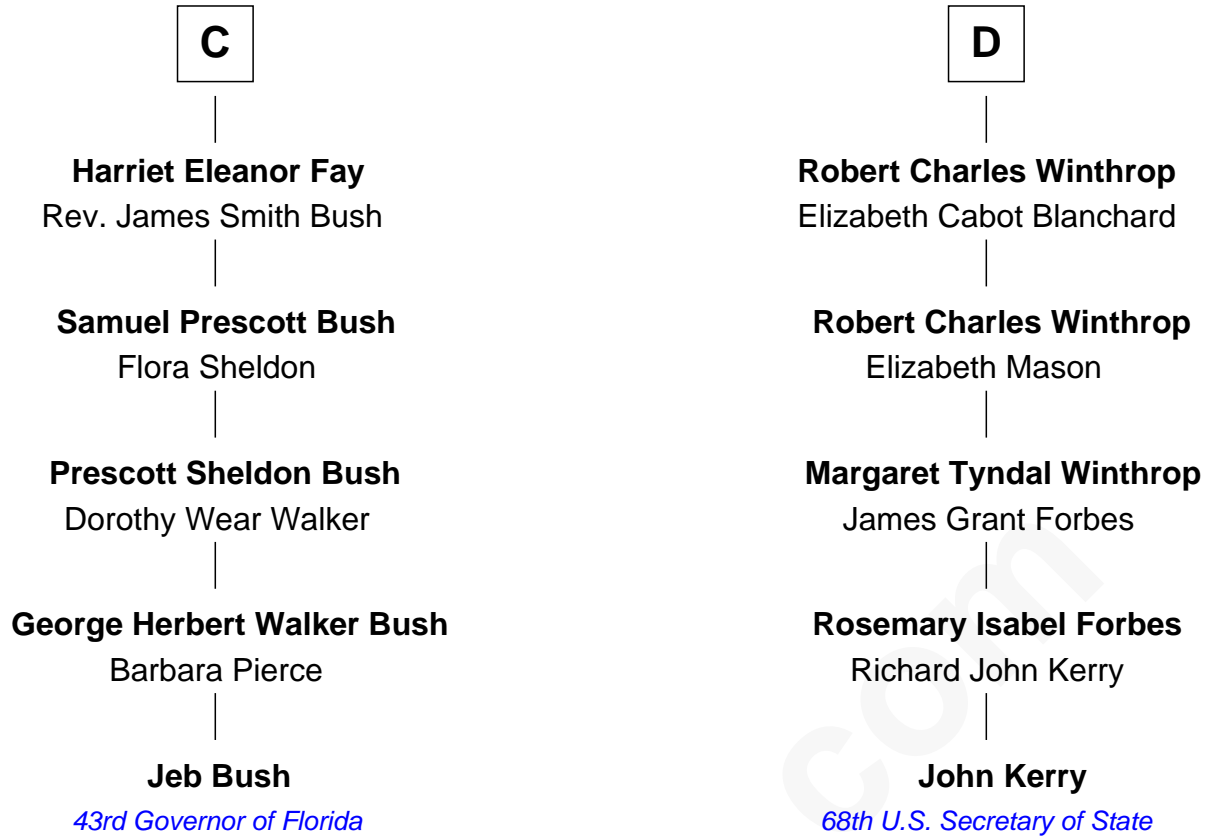 C
Harriet Eleanor Fay
Rev. James Smith Bush
Samuel Prescott Bush
Flora Sheldon
Prescott Sheldon Bush
Dorothy Wear Walker
George Herbert Walker Bush
Barbara Pierce
Jeb Bush
43rd Governor of Florida
D
Robert Charles Winthrop
Elizabeth Cabot Blanchard
Robert Charles Winthrop
Elizabeth Mason
Margaret Tyndal Winthrop
James Grant Forbes
Rosemary Isabel Forbes
Richard John Kerry
John Kerry
68th U.S. Secretary of State
com